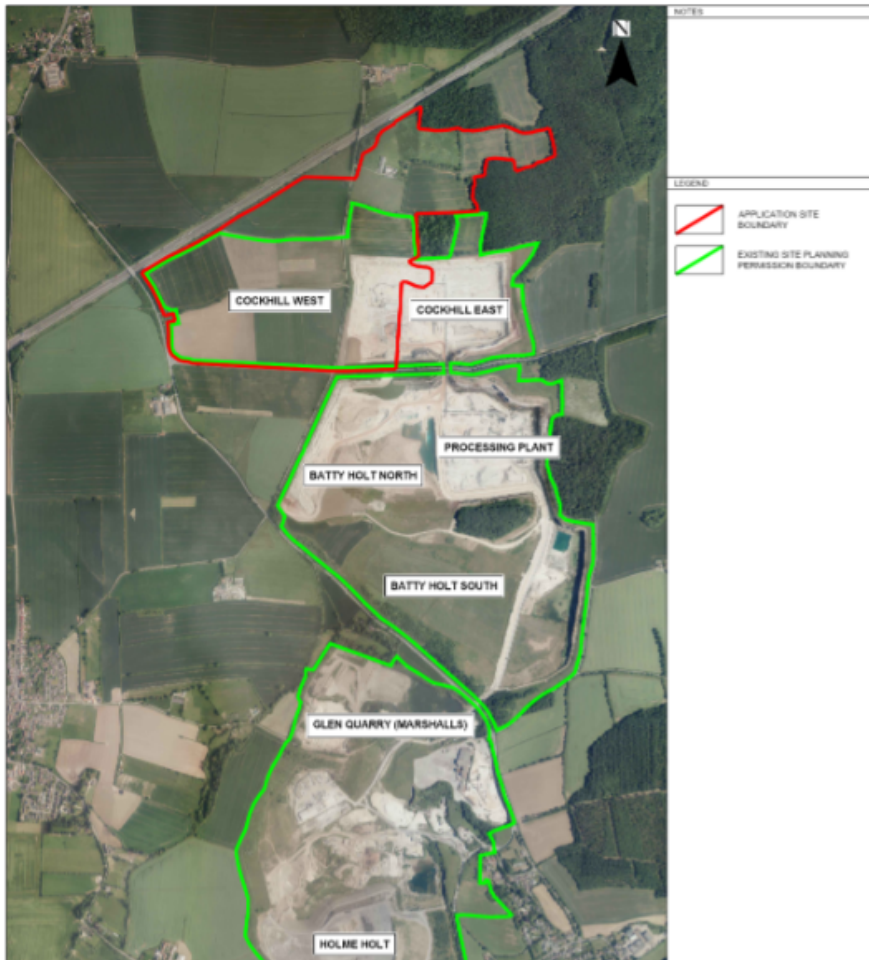 NOTES
LEGEND
APPLICATION SITE
BOUNDARY
EXISTING SITE PLANNING
PERMISSION BOUNDARY
COCKHILL WEST
COCKHILL EAST
PROCESSING PLANT
BATTY HOLT NORTH
BATTY HOLT SOUTH
GLEN QUARRY (MARSHALLS)
HOLME HOLT